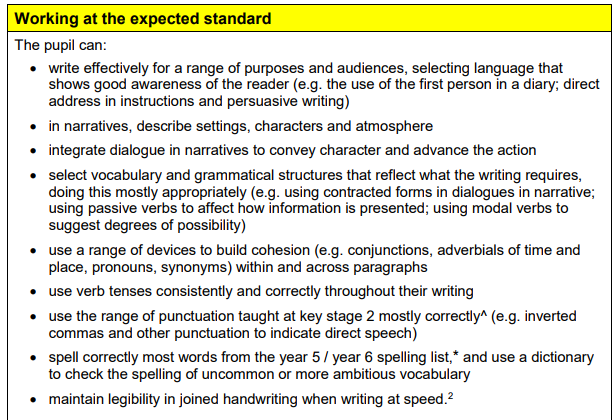 Working at the expected standard
The pupil can:
• write effectively for a range of purposes and audiences, selecting language that
shows good awareness of the reader (e.g. the use of the first person in a diary; direct
address in instructions and persuasive writing)
• in narratives, describe settings, characters and atmosphere
• integrate dialogue in narratives to convey character and advance the action
• select vocabulary and grammatical structures that reflect what the writing requires,
doing this mostly appropriately (e.g. using contracted forms in dialogues in narrative;
using passive verbs to affect how information is presented; using modal verbs to
suggest degrees of possibility)
• use a range of devices to build cohesion (e.g. conjunctions, adverbials of time and
place, pronouns, synonyms) within and across paragraphs
• use verb tenses consistently and correctly throughout their writing
• use the range of punctuation taught at key stage 2 mostly correctly^ (e.g. inverted
commas and other punctuation to indicate direct speech)
• spell correctly most words from the year 5 / year 6 spelling list,* and use a dictionary
to check the spelling of uncommon or more ambitious vocabulary
• maintain legibility in joined handwriting when writing at speed.²